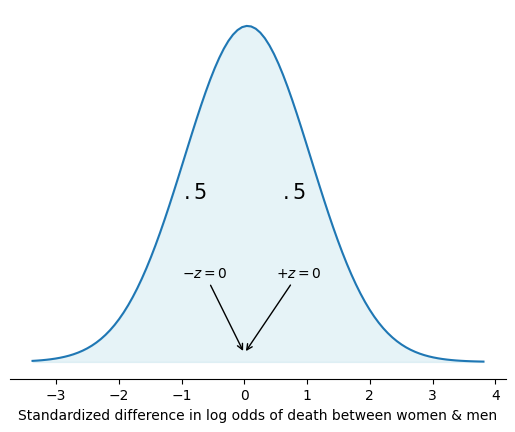 .5 .5
−z = 0 +z = 0
−3 −2 −1 0 1 2 3 4
Standardized difference in log odds of death between women & men